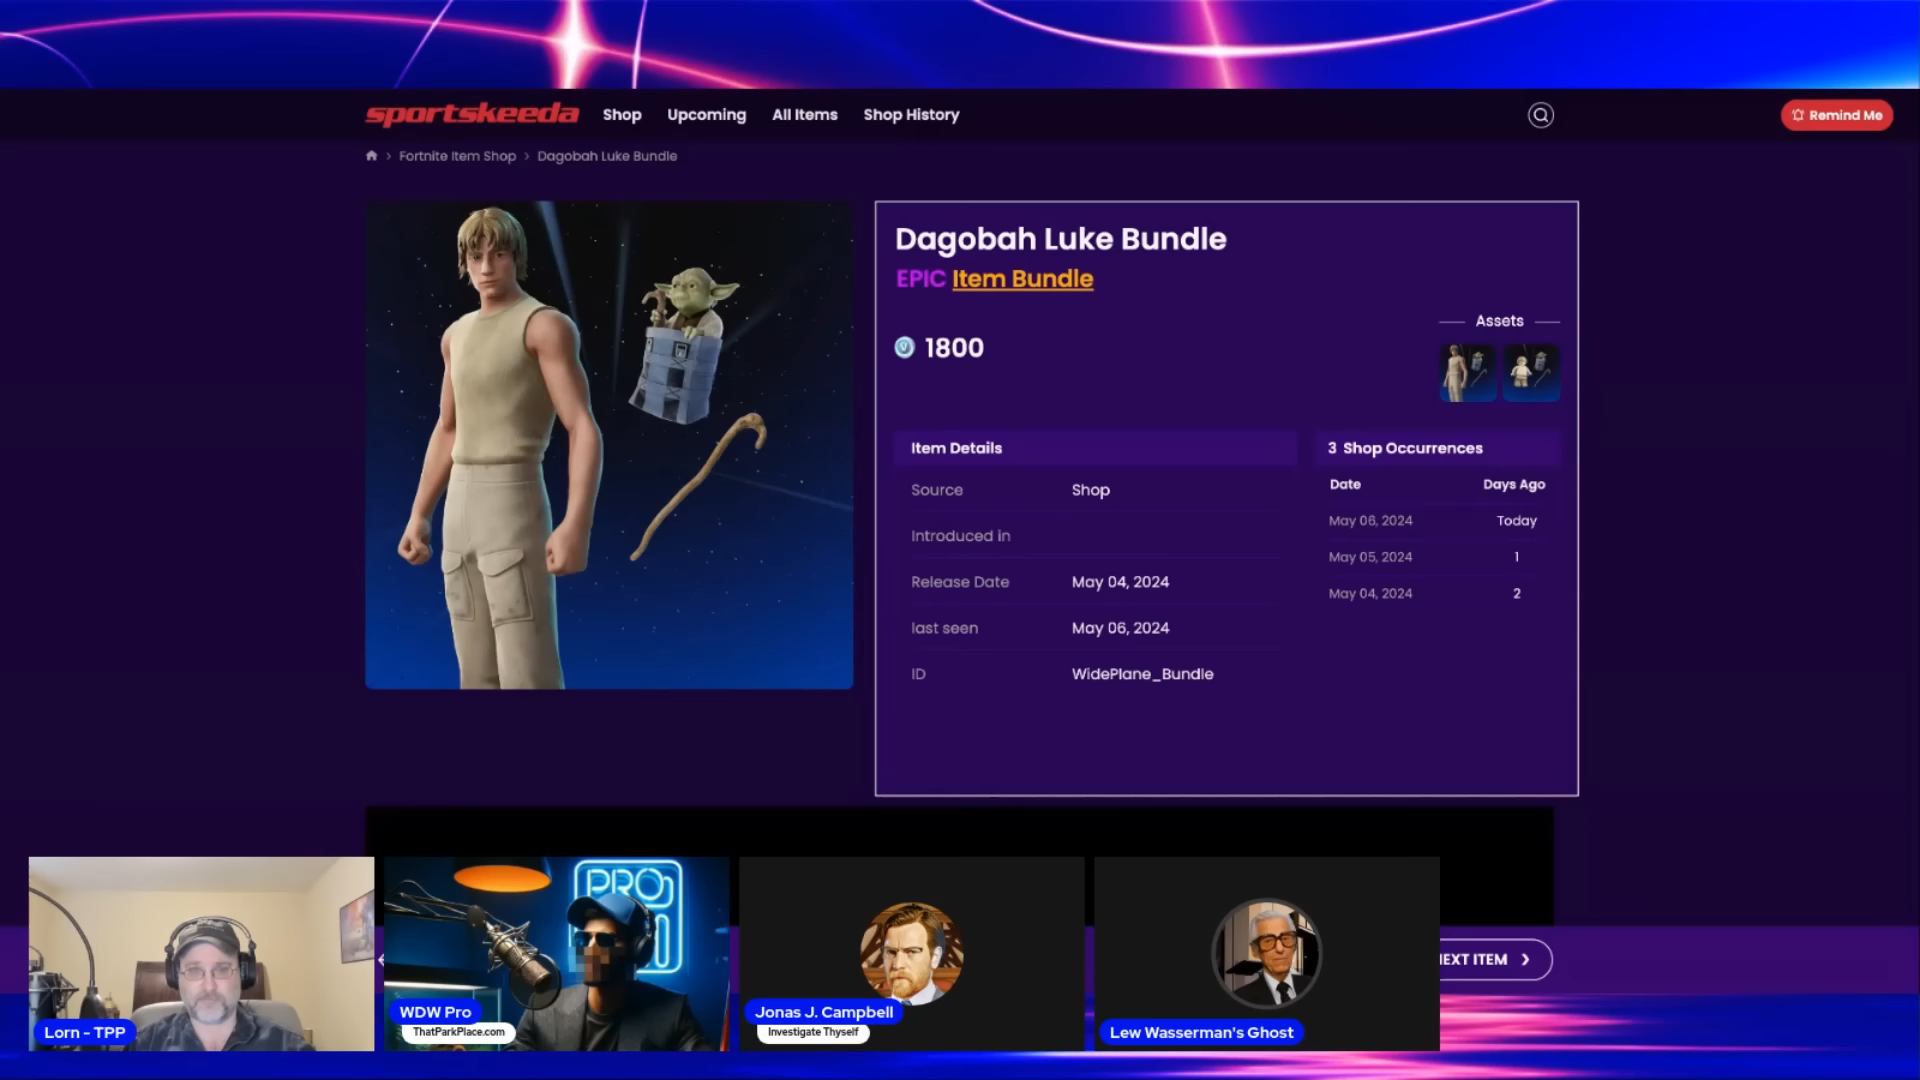 sportskeeda Shop Upcoming All Items Shop History Remind Me
Fortnite Item Shop > Dagobah Luke Bundle
Dagobah Luke Bundle
EPIC Item Bundle
Assets
1800
Item Details
Source Shop
Introduced in
Release Date May 04, 2024
last seen May 06, 2024
ID WidePlane_Bundle
3 Shop Occurrences
Date Days Ago
May 06, 2024 Today
May 05, 2024 1
May 04, 2024 2
PRO
NEXT ITEM >
Lorn - TPP
WDW Pro
ThatParkPlace.com
Jonas J. Campbell
Investigate Thyself
Lew Wasserman's Ghost